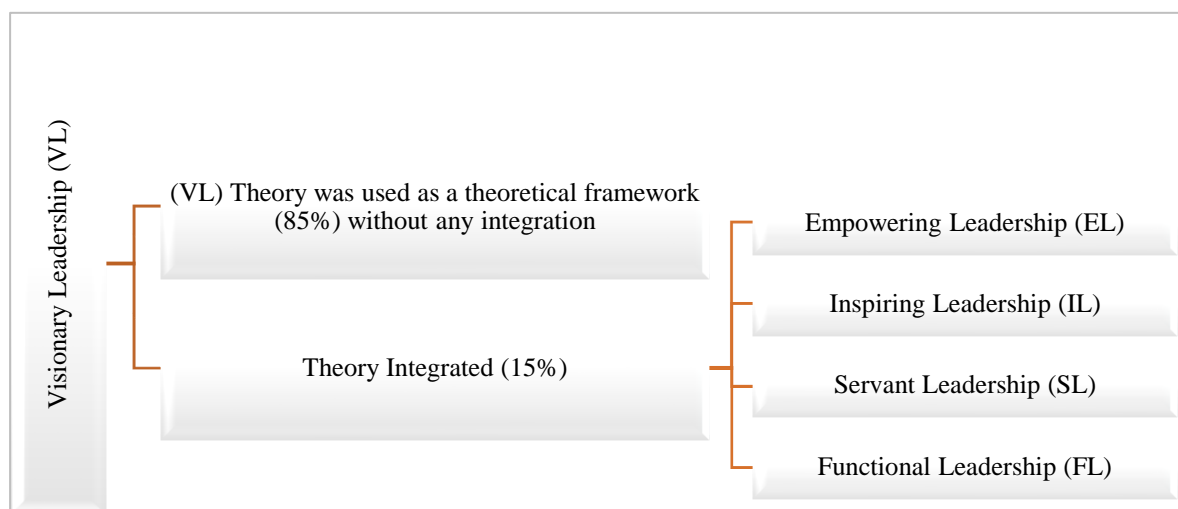 Visionary Leadership (VL)
(VL) Theory was used as a theoretical framework
(85%) without any integration
Theory Integrated (15%)
Empowering Leadership (EL)
Inspiring Leadership (IL)
Servant Leadership (SL)
Functional Leadership (FL)